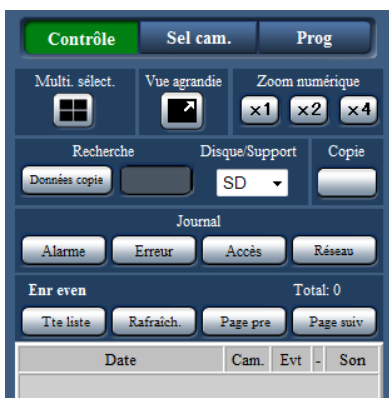 Contrôle Sel cam. Prog
Multi. sélect. Vue agrandie Zoom numérique
x1 x2 x4
Recherche Disque/Support Copie
Données copie SD
Journal
Alarme Erreur Accès Réseau
Enr even Total: 0
Tte liste Rafraîch. Page pre Page suiv
Date Cam. Evt - Son